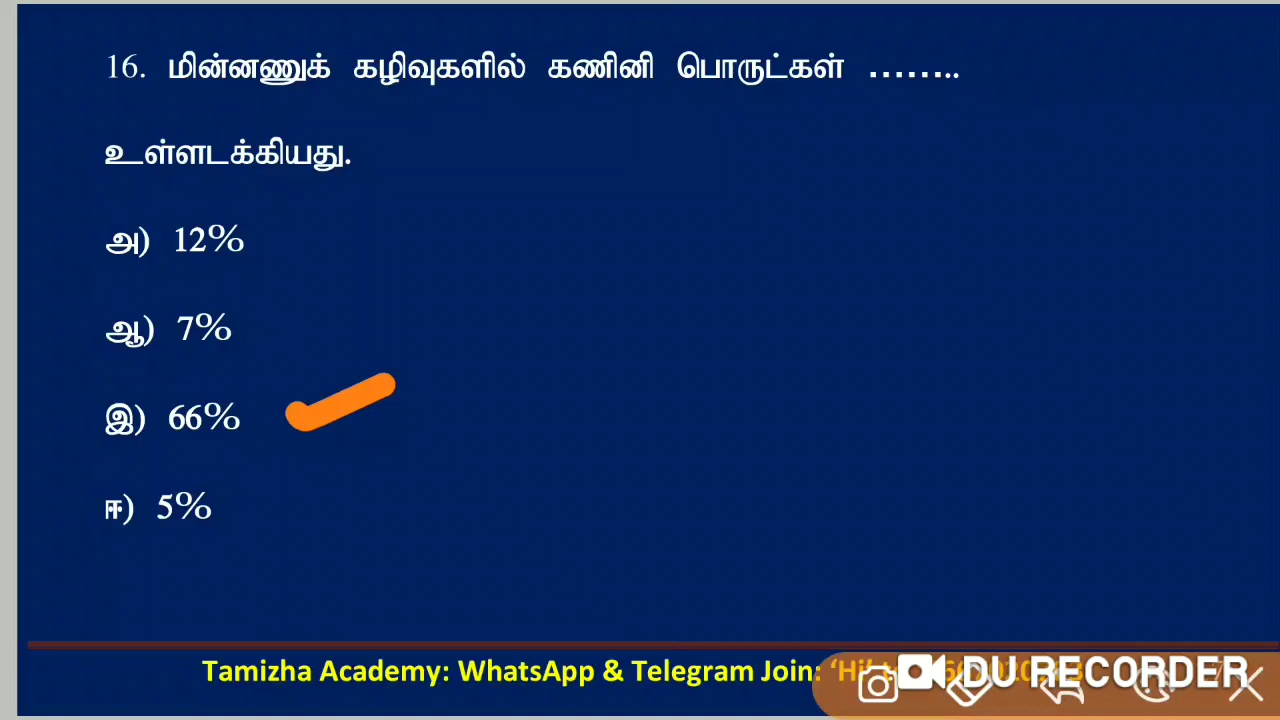 16. மின்னணுக் கழிவுகளில் கணினி பொருட்கள் ……..
உள்ளடக்கியது.
அ) 12%
ஆ) 7%
இ) 66%
ஈ) 5%
Tamizha Academy: WhatsApp & Telegram Join: ‘Hi’
DU RECORDER